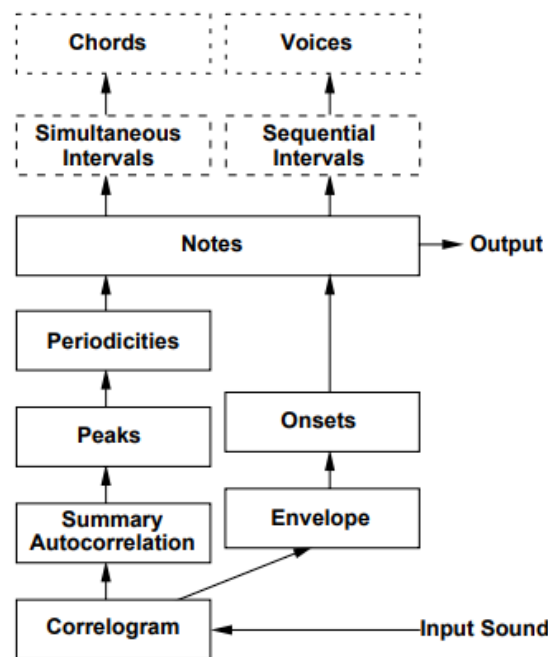 Chords
Voices
Simultaneous
Intervals
Sequential
Intervals
Notes
Output
Periodicities
Peaks
Onsets
Summary
Autocorrelation
Envelope
Correlogram
Input Sound